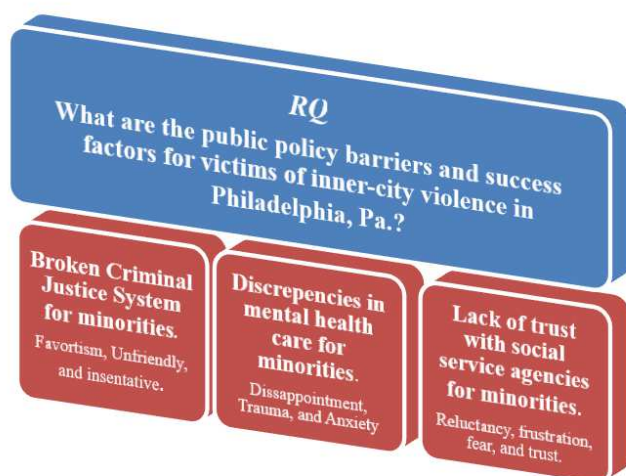 RQ
What are the public policy barriers and success
factors for victims of inner-city violence in
Philadelphia, Pa.?
Broken Criminal
Justice System
for minorities.
Favortism, Unfriendly,
and insentative.
Discrepencies in
mental health
care for
minorities.
Dissappointment,
Trauma, and Anxiety
Lack of trust
with social
service agencies
for minorities.
Reluctancy, frustration,
fear, and trust.